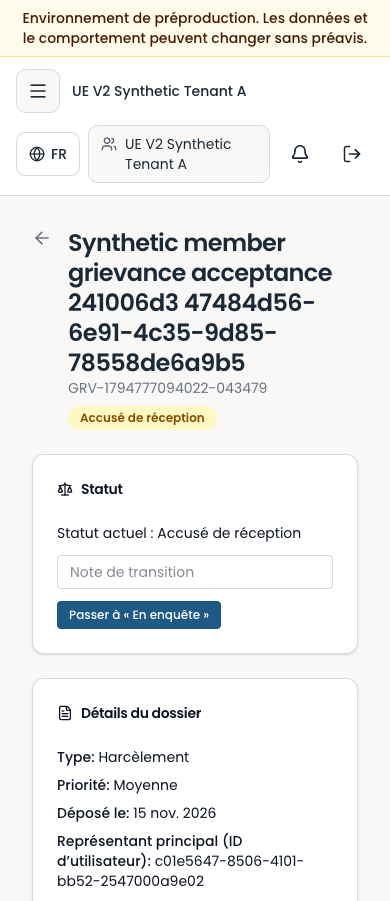 Environnement de préproduction. Les données et
le comportement peuvent changer sans préavis.
UE V2 Synthetic Tenant A
FR
UE V2 Synthetic
Tenant A
Synthetic member
grievance acceptance
241006d3 47484d56-
6e91-4c35-9d85-
78558de6a9b5
GRV-1794777094022-043479
Accusé de réception
Statut
Statut actuel : Accusé de réception
Note de transition
Passer à « En enquête »
Détails du dossier
Type: Harcèlement
Priorité: Moyenne
Déposé le: 15 nov. 2026
Représentant principal (ID
d’utilisateur): c01e5647-8506-4101-
bb52-2547000a9e02